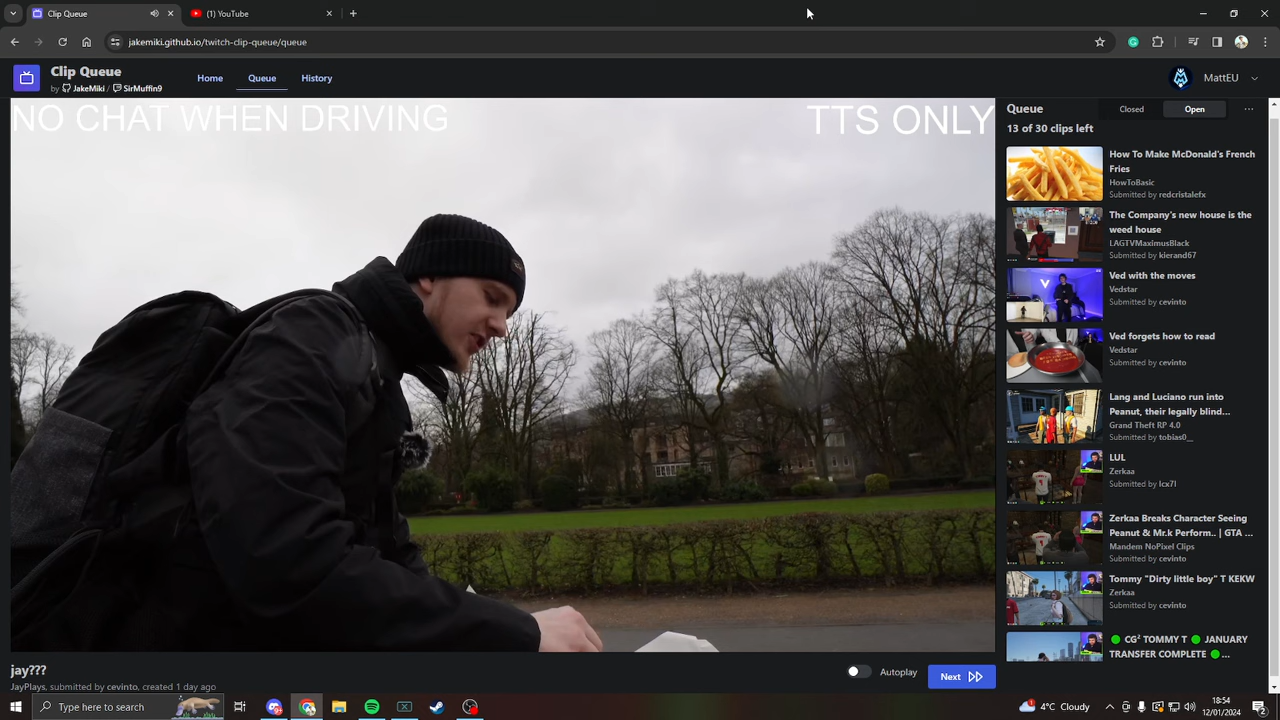 Clip Queue
(1) YouTube
jakemiki.github.io/twitch-clip-queue/queue
Clip Queue
by JakeMiki / SirMuffin9
Home
Queue
History
MattEU
NO CHAT WHEN DRIVING
TTS ONLY
Queue
Closed
Open
13 of 30 clips left
How To Make McDonald's French
Fries
HowToBasic
Submitted by redcristalefx
The Company's new house is the
weed house
LAGTVMaximusBlack
Submitted by kierand67
Ved with the moves
Vedstar
Submitted by cevinto
Ved forgets how to read
Vedstar
Submitted by cevinto
Lang and Luciano run into
Peanut, their legally blind...
Grand Theft RP 4.0
Submitted by tobias0__
LUL
Zerkaa
Submitted by lcx7l
Zerkaa Breaks Character Seeing
Peanut & Mr.k Perform.. | GTA ...
Mandem NoPixel Clips
Submitted by cevinto
Tommy "Dirty little boy" T KEKW
Zerkaa
Submitted by cevinto
CG² TOMMY T 🟢 JANUARY
TRANSFER COMPLETE 🟢...
jay???
JayPlays, submitted by cevinto, created 1 day ago
Autoplay
Next
Type here to search
4°C Cloudy
18:54
12/01/2024